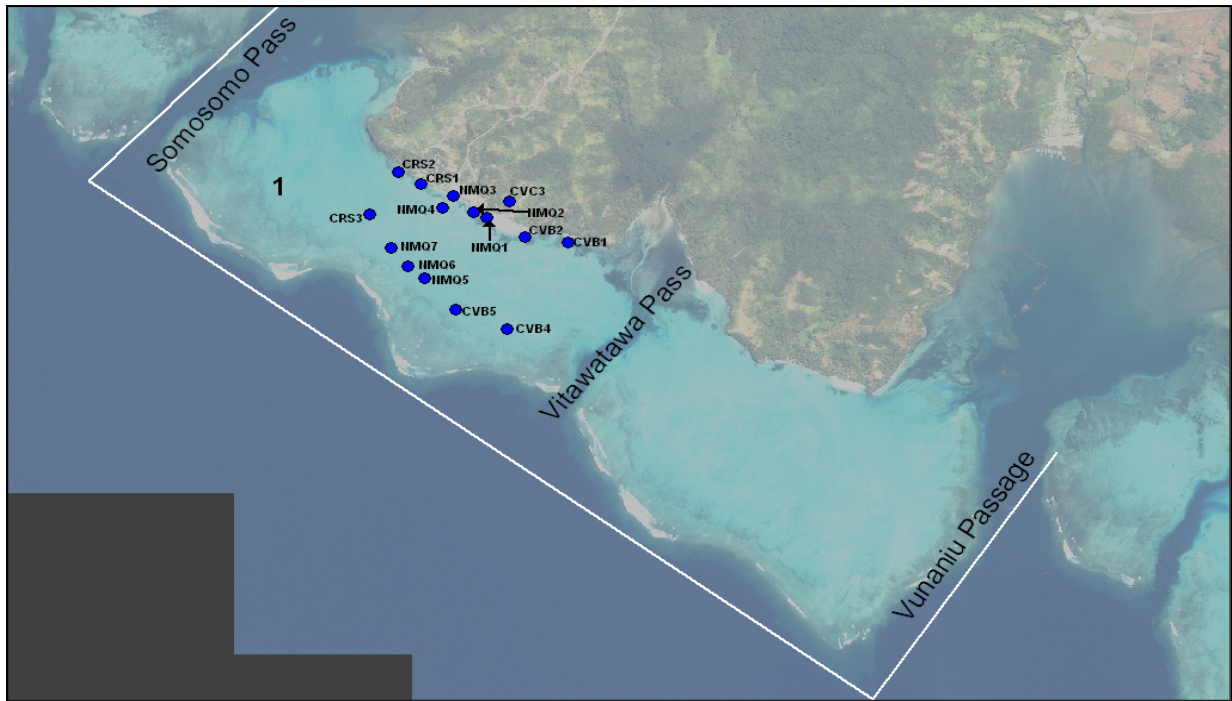 Somosomo Pass
1
CRS2
CRS1
NMQ3
CVC3
NMQ4
NMQ2
CRS3
CVB2
CVB1
NMQ1
NMQ7
NMQ6
NMQ5
CVB5
CVB4
Vitawatawa Pass
Vunaniu Passage